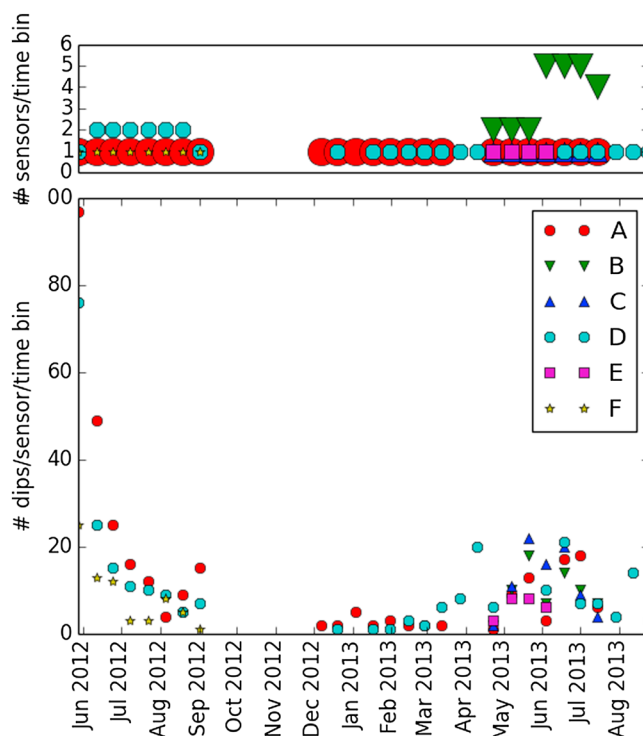 # sensors/time bin
6
5
4
3
2
1
0
# dips/sensor/time bin
00
80
60
40
20
0
A
B
C
D
E
F
Jun 2012
Jul 2012
Aug 2012
Sep 2012
Oct 2012
Nov 2012
Dec 2012
Jan 2013
Feb 2013
Mar 2013
Apr 2013
May 2013
Jun 2013
Jul 2013
Aug 2013